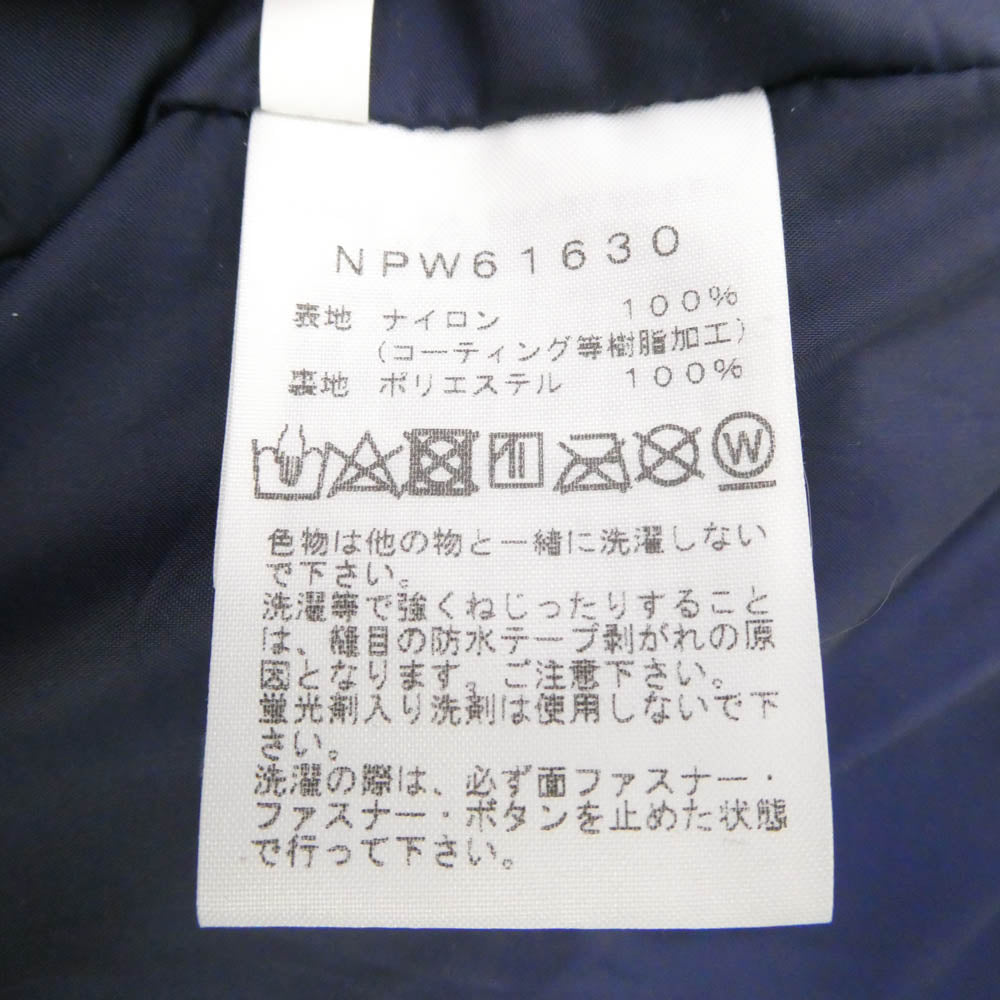 NPW61630
表地 ナイロン 100%
(コーティング等樹脂加工)
裏地 ポリエステル 100%
W
色物は他の物と一緒に洗濯しない
で下さい。
洗濯等で強くねじったりすること
は、縫目の防水テープ剥がれの原
因となります。ご注意下さい。
蛍光剤入り洗剤は使用しないで下
さい。
洗濯の際は、必ず面ファスナー・
ファスナー・ボタンを止めた状態
で行って下さい。